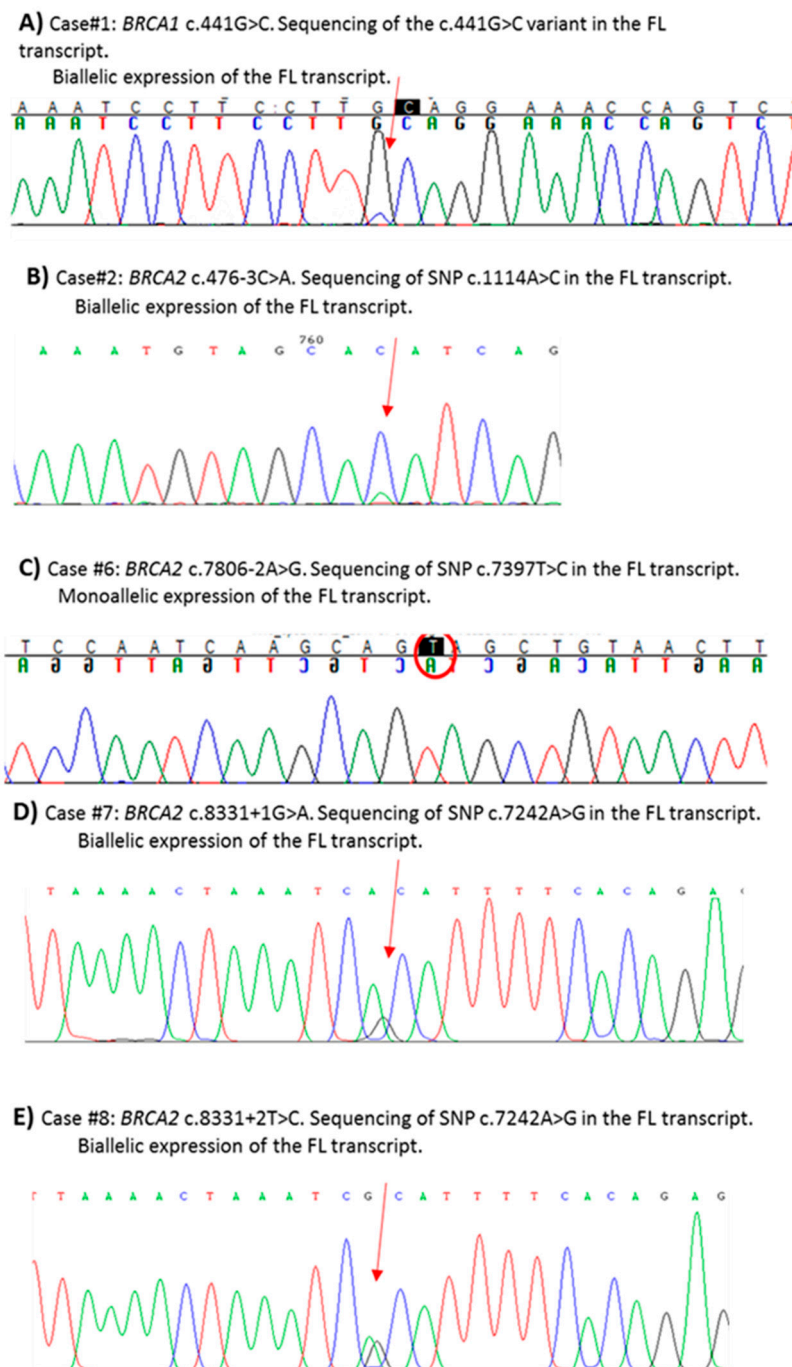 A) Case#1: BRCA1 c.441G>C. Sequencing of the c.441G>C variant in the FL
transcript.
Biallelic expression of the FL transcript.
A A A T C C T T C : C T T G C A G G A A A C C A G T C
A A A T C C T T C C T T G C A G G A A A C C A G T C T
B) Case#2: BRCA2 c.476-3C>A. Sequencing of SNP c.1114A>C in the FL transcript.
Biallelic expression of the FL transcript.
760
A A A T G T A G C A C A T C A G
C) Case #6: BRCA2 c.7806-2A>G. Sequencing of SNP c.7397T>C in the FL transcript.
Monoallelic expression of the FL transcript.
T C C A A T C A A G C A G T A G C T G T A A C T T
A G G T T A G T T C G T C A T C G A C A T T G A A
D) Case #7: BRCA2 c.8331+1G>A. Sequencing of SNP c.7242A>G in the FL transcript.
Biallelic expression of the FL transcript.
T A A A A C T A A A T C A C A T T T T C A C A G A
E) Case #8: BRCA2 c.8331+2T>C. Sequencing of SNP c.7242A>G in the FL transcript.
Biallelic expression of the FL transcript.
T A A A A C T A A A T C G C A T T T T C A C A G A G